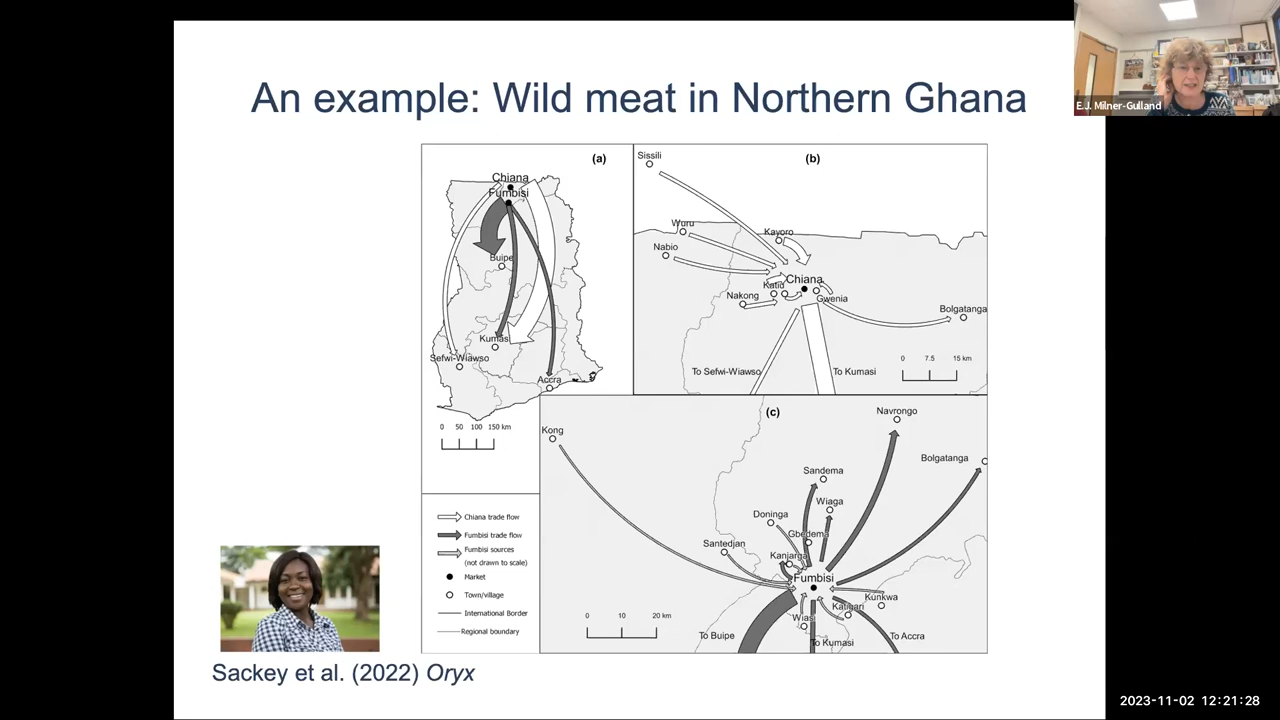 An example: Wild meat in Northern Ghana
E.J. Milner-Gulland
(a)
Chiana
Fumbisi
Buipe
Kumasi
Sefwi-Wiawso
Accra
0 50 100 150 km
(b)
Sissili
Wuru
Kayoro
Nabio
Chiana
Katiu
Nakong
Gwenia
Bolgatanga
0 7.5 15 km
To Sefwi-Wiawso
To Kumasi
(c)
Navrongo
Kong
Bolgatanga
Sandema
Wiaga
Doninga
Gbedema
Santedjan
Kanjarga
Fumbisi
Kunkwa
Katigri
Wiasi
0 10 20 km
To Buipe
To Kumasi
To Accra
Chiana trade flow
Fumbisi trade flow
Fumbisi sources
(not drawn to scale)
Market
Town/village
International Border
Regional boundary
Sackey et al. (2022) Oryx
2023-11-02 12:21:28